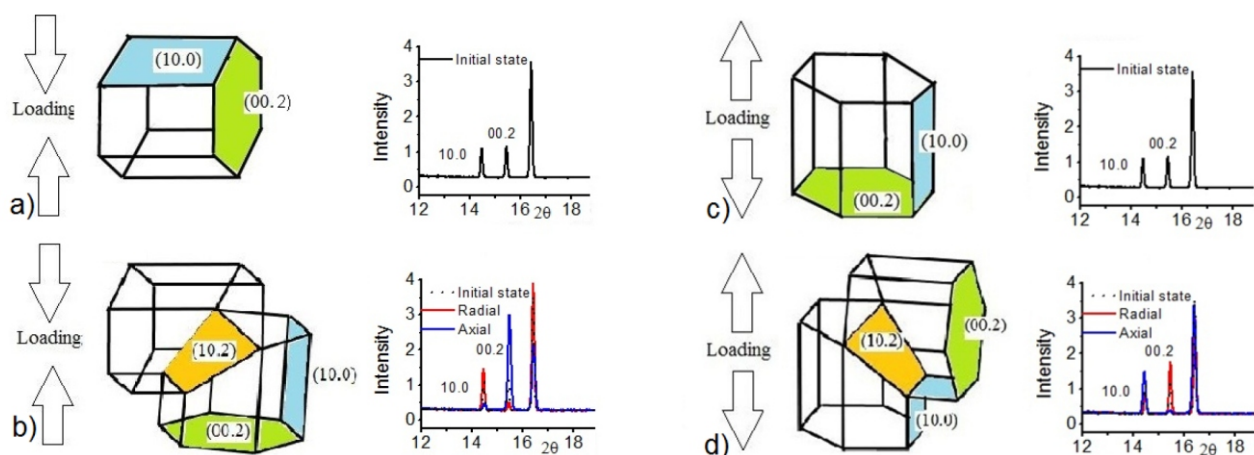 Loading
(10.0)
(00.2)
a)
4
3
2
1
0
Intensity
Initial state
10.0
00.2
12 14 16 2θ 18
Loading
(10.2)
(10.0)
(00.2)
b)
4
3
2
1
0
Intensity
Initial state
Radial
Axial
00.2
10.0
12 14 16 2θ 18
Loading
(10.0)
(00.2)
c)
4
3
2
1
0
Intensity
Initial state
10.0
00.2
12 14 16 2θ 18
Loading
(10.2)
(00.2)
(10.0)
d)
4
3
2
1
0
Intensity
Initial state
Radial
Axial
00.2
10.0
12 14 16 2θ 18